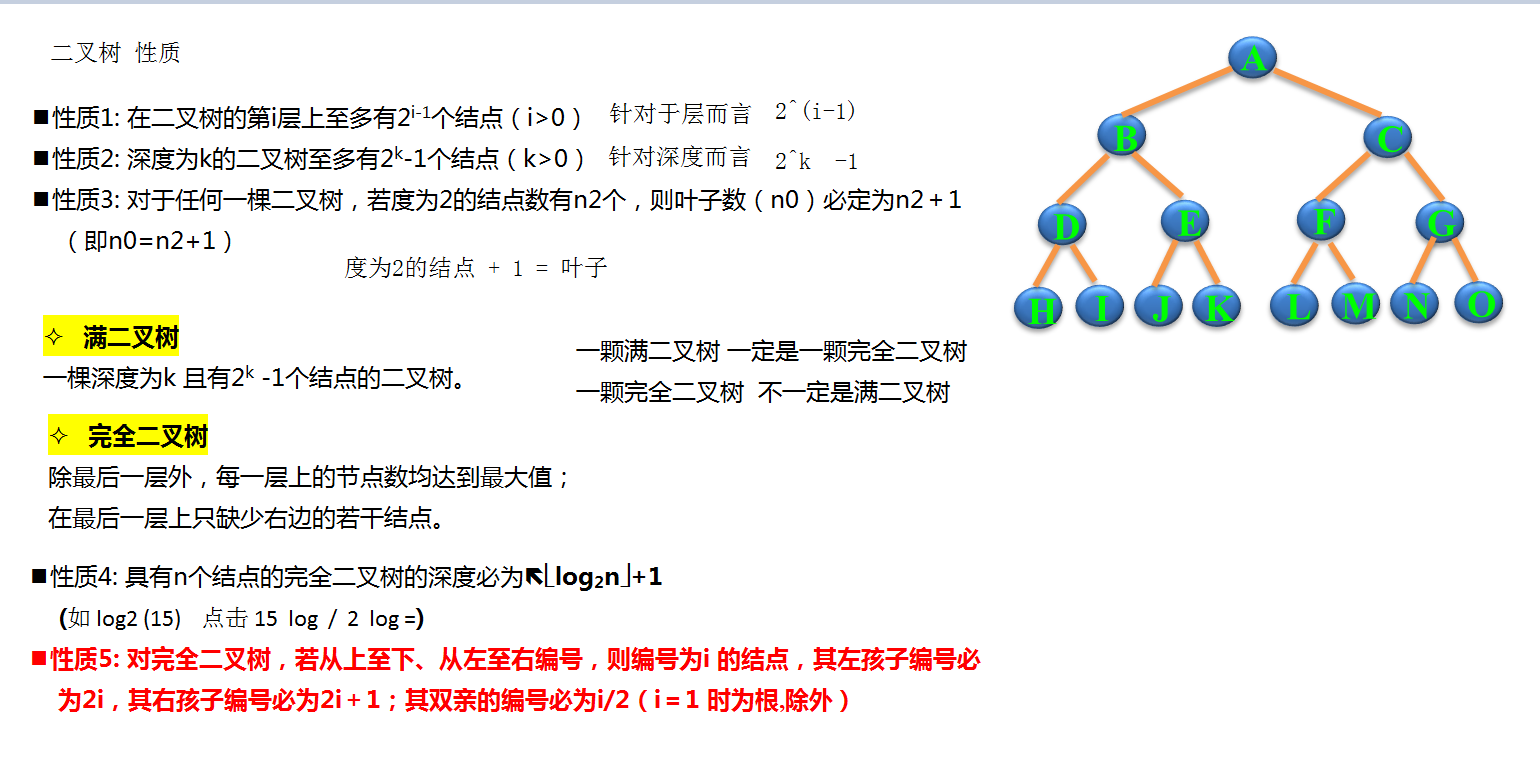 二叉树 性质
■性质1: 在二叉树的第i层上至多有2^i-1个结点（i>0） 针对于层而言 2^(i-1)
■性质2: 深度为k的二叉树至多有2^k-1个结点（k>0） 针对深度而言 2^k -1
■性质3: 对于任何一棵二叉树，若度为2的结点数有n2个，则叶子数（n0）必定为n2＋1
（即n0=n2+1）
度为2的结点 + 1 = 叶子
✧ 满二叉树
一棵深度为k 且有2^k -1个结点的二叉树。
一颗满二叉树 一定是一颗完全二叉树
一颗完全二叉树 不一定是满二叉树
✧ 完全二叉树
除最后一层外，每一层上的节点数均达到最大值；
在最后一层上只缺少右边的若干结点。
■性质4: 具有n个结点的完全二叉树的深度必为↖⌊log₂n⌋+1
(如 log2 (15) 点击 15 log / 2 log =)
■性质5: 对完全二叉树，若从上至下、从左至右编号，则编号为i 的结点，其左孩子编号必
为2i，其右孩子编号必为2i＋1；其双亲的编号必为i/2（i＝1 时为根,除外）
A
B C
D E F G
H I J K L M N O